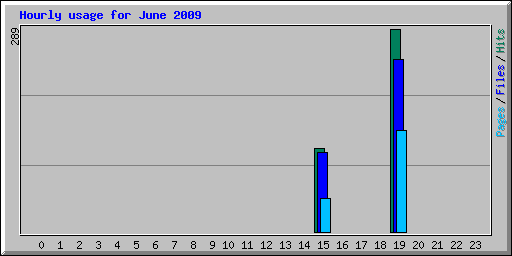 Hourly usage for June 2009
289
Pages/Files/Hits
0 1 2 3 4 5 6 7 8 9 10 11 12 13 14 15 16 17 18 19 20 21 22 23